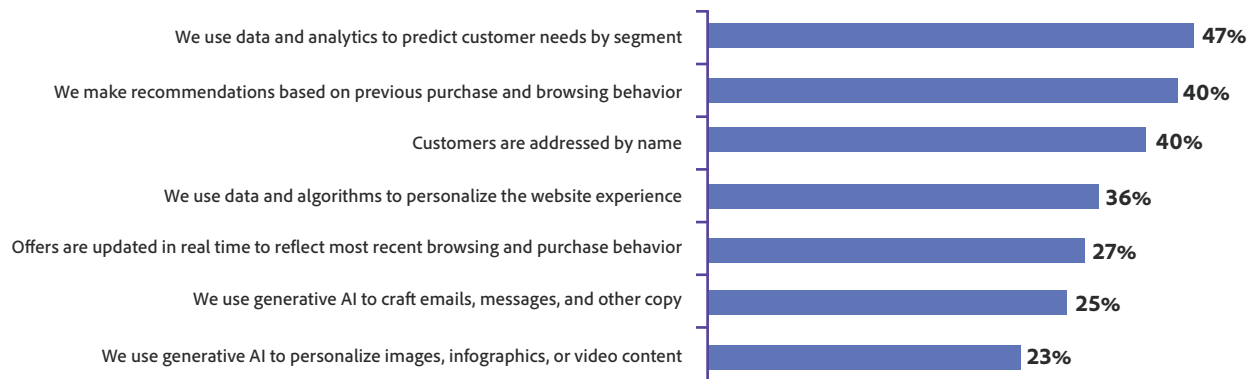 We use data and analytics to predict customer needs by segment 47%
We make recommendations based on previous purchase and browsing behavior 40%
Customers are addressed by name 40%
We use data and algorithms to personalize the website experience 36%
Offers are updated in real time to reflect most recent browsing and purchase behavior 27%
We use generative AI to craft emails, messages, and other copy 25%
We use generative AI to personalize images, infographics, or video content 23%